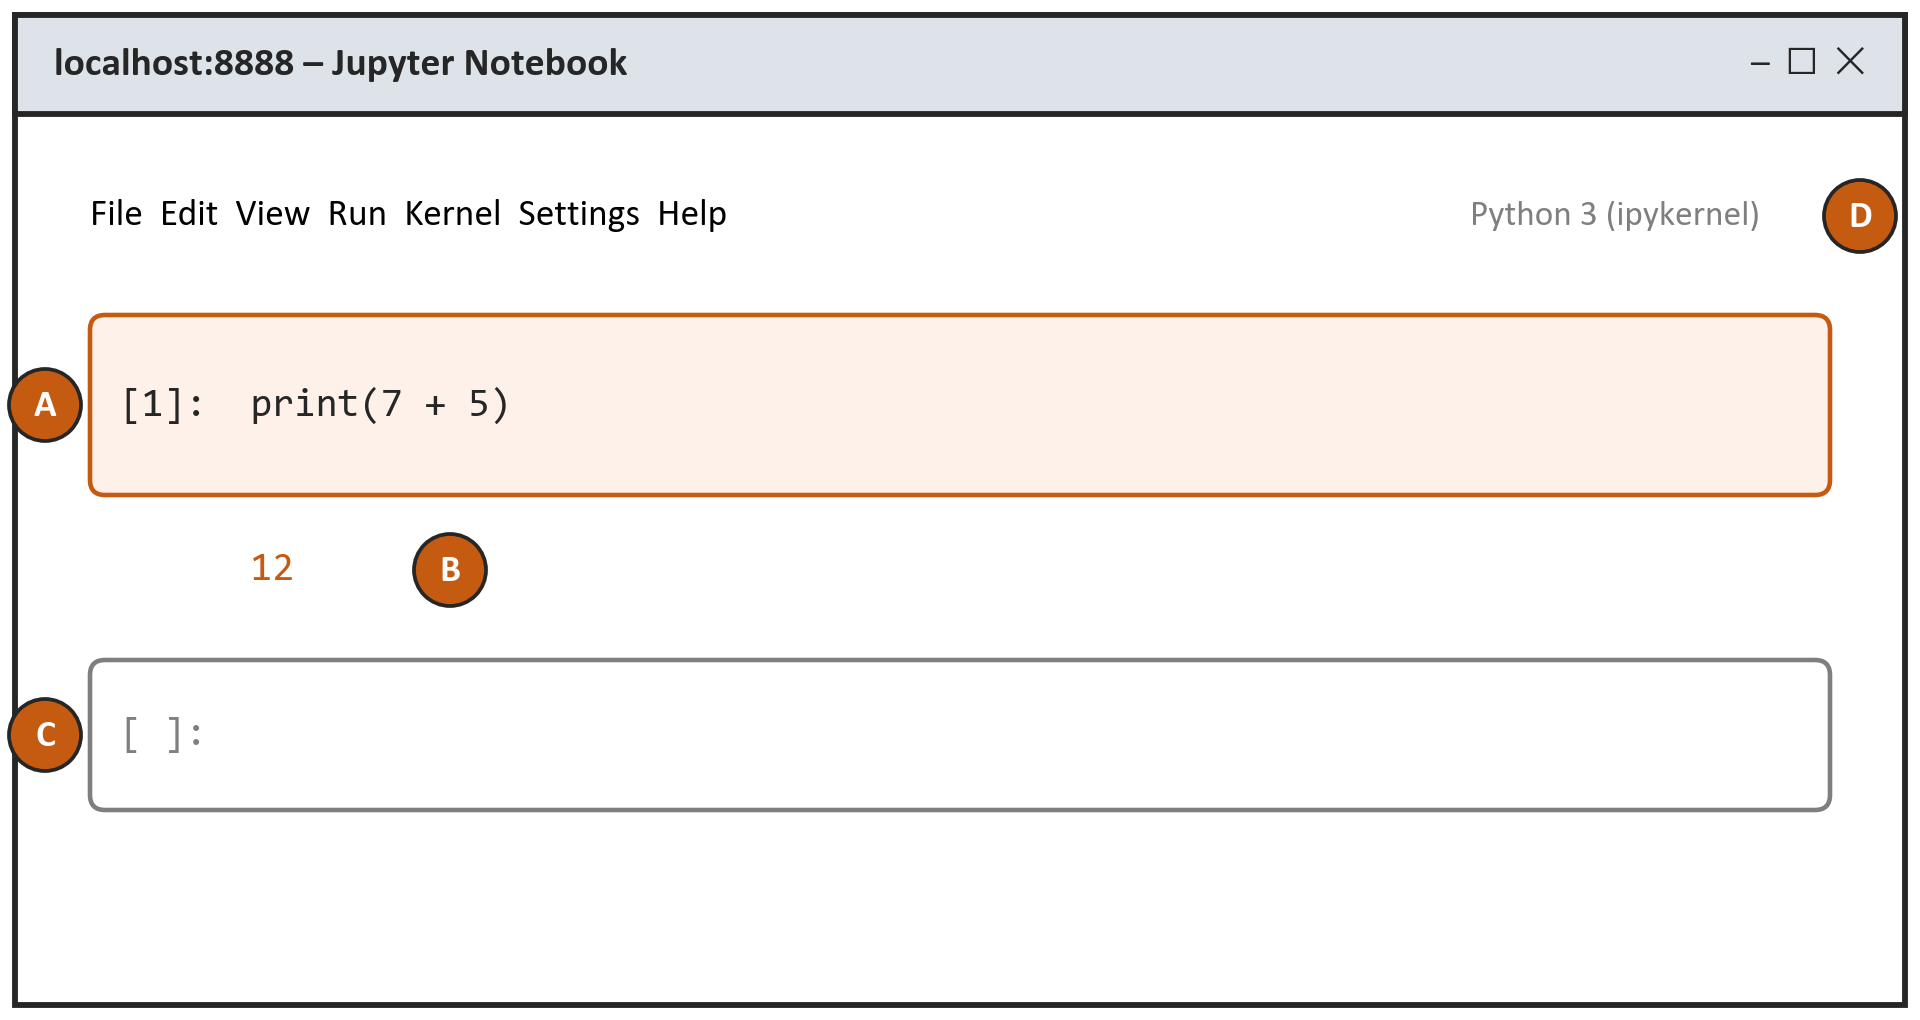 localhost:8888 – Jupyter Notebook
File Edit View Run Kernel Settings Help
Python 3 (ipykernel)
D
A
[1]: print(7 + 5)
12
B
C
[ ]: